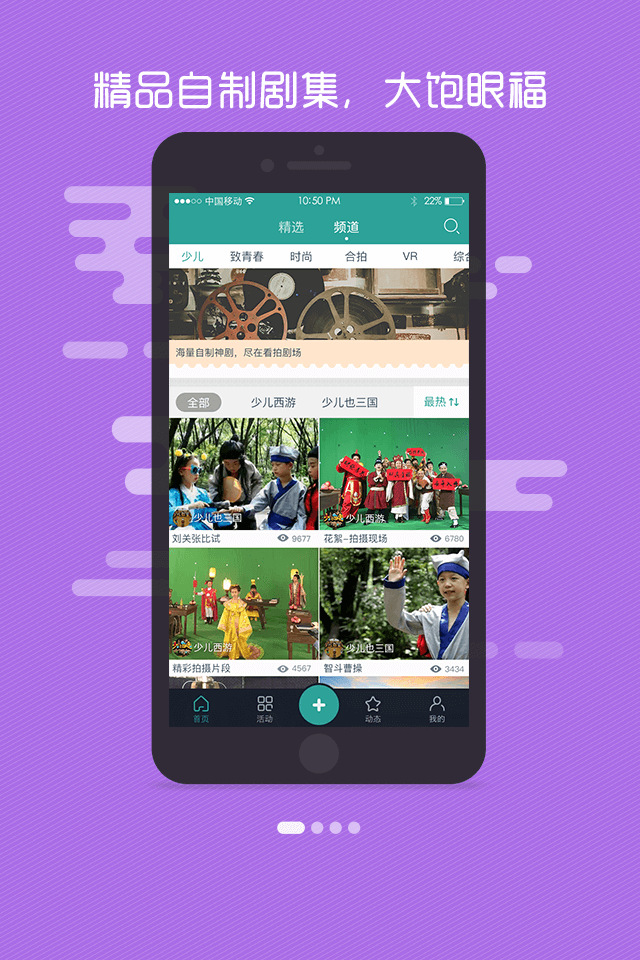 精品自制剧集，大饱眼福
中国移动 10:50 PM 22%
精选 频道
少儿 致青春 时尚 合拍 VR 综合
海量自制神剧，尽在看拍剧场
全部 少儿西游 少儿也三国 最热
少儿也三国 少儿西游
刘关张比试 9677 花絮-拍摄现场 6780
少儿西游 少儿也三国
精彩拍摄片段 4567 智斗曹操 3434
首页 活动 动态 我的